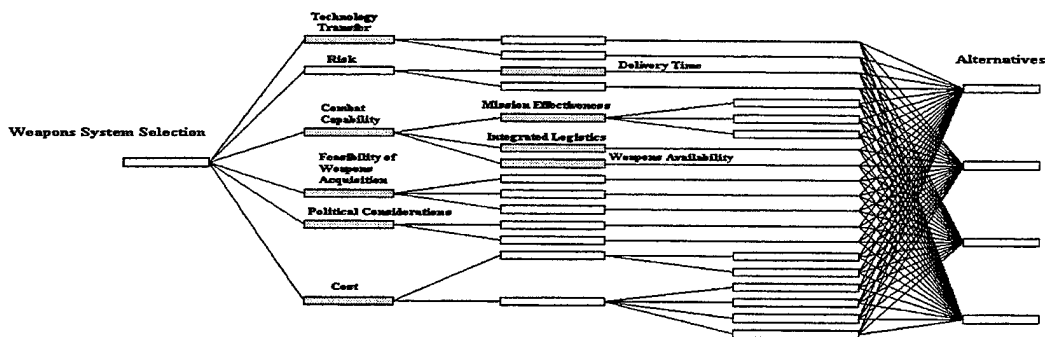 Technology
Transfer
Risk
Delivery Time
Alternatives
Mission Effectiveness
Combat
Capability
Weapons System Selection
Integrated Logistics
Weapons Availability
Feasibility of
Weapons
Acquisition
Political Considerations
Cost